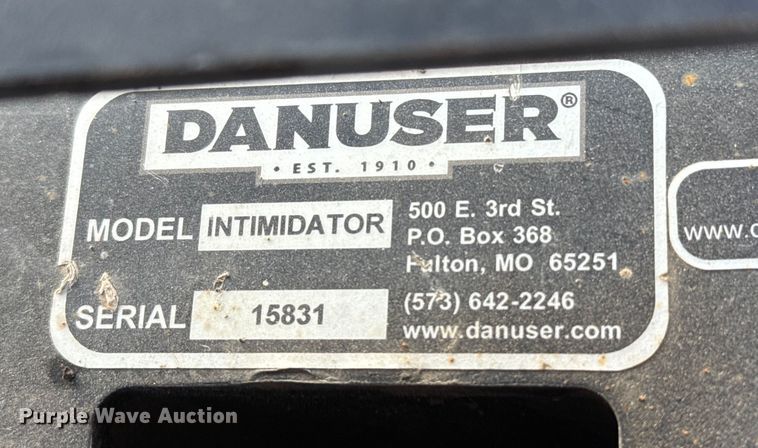 DANUSER®
• EST. 1910 •
MODEL INTIMIDATOR
500 E. 3rd St.
P.O. Box 368
Fulton, MO 65251
SERIAL 15831
(573) 642-2246
www.danuser.com
www.
Purple Wave Auction